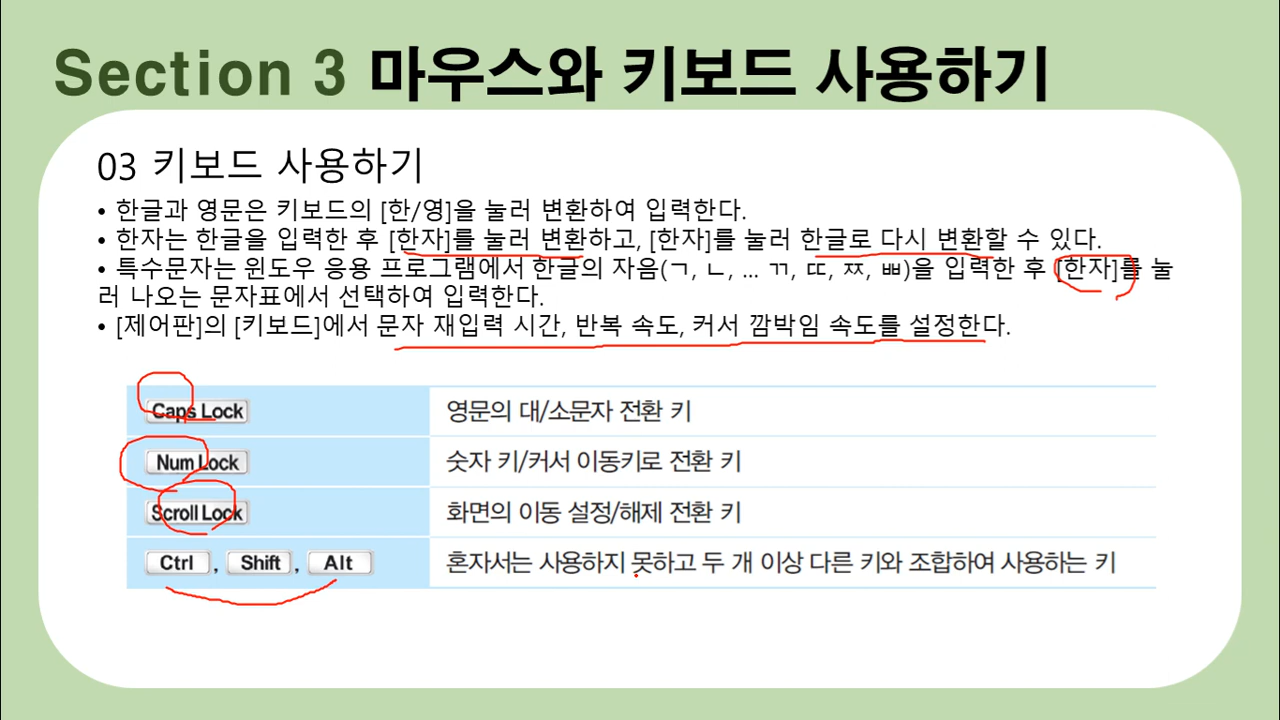 Section 3 마우스와 키보드 사용하기
03 키보드 사용하기
• 한글과 영문은 키보드의 [한/영]을 눌러 변환하여 입력한다.
• 한자는 한글을 입력한 후 [한자]를 눌러 변환하고, [한자]를 눌러 한글로 다시 변환할 수 있다.
• 특수문자는 윈도우 응용 프로그램에서 한글의 자음(ㄱ, ㄴ, ... ㄲ, ㄸ, ㅉ, ㅃ)을 입력한 후 [한자]를 눌
러 나오는 문자표에서 선택하여 입력한다.
• [제어판]의 [키보드]에서 문자 재입력 시간, 반복 속도, 커서 깜박임 속도를 설정한다.
Caps Lock 영문의 대/소문자 전환 키
Num Lock 숫자 키/커서 이동키로 전환 키
Scroll Lock 화면의 이동 설정/해제 전환 키
Ctrl, Shift, Alt 혼자서는 사용하지 못하고 두 개 이상 다른 키와 조합하여 사용하는 키